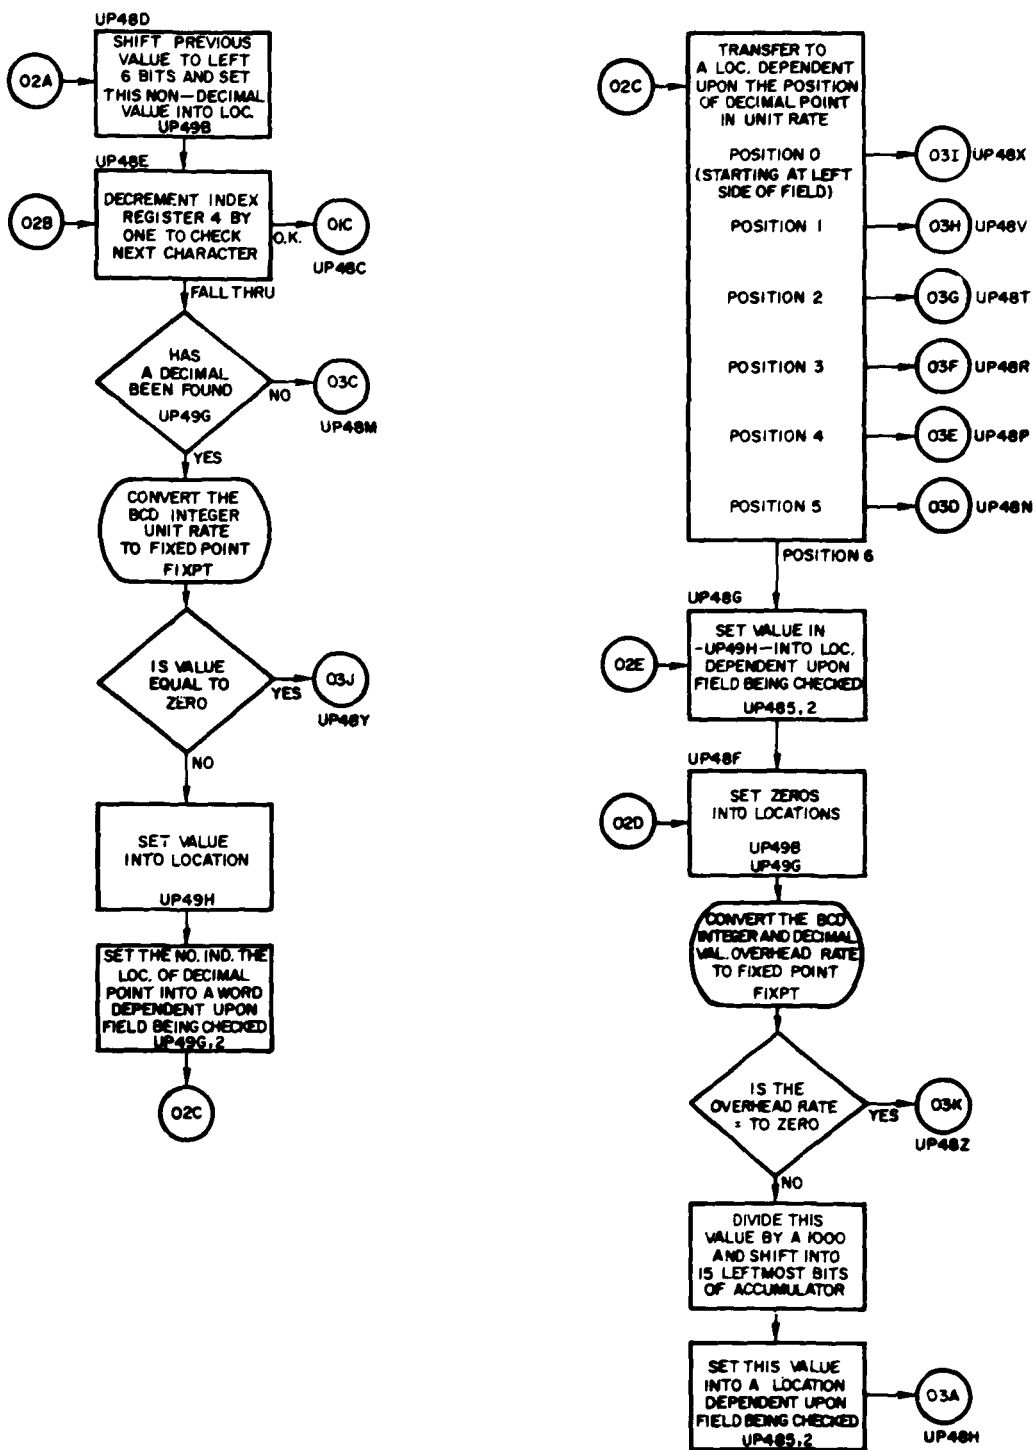 UP48D
02A
SHIFT PREVIOUS
VALUE TO LEFT
6 BITS AND SET
THIS NON-DECIMAL
VALUE INTO LOC.
UP49B
UP48E
02B
DECREMENT INDEX
REGISTER 4 BY
ONE TO CHECK
NEXT CHARACTER
O.K.
01C
UP48C
FALL THRU
HAS
A DECIMAL
BEEN FOUND
UP49G
NO
03C
UP48M
YES
CONVERT THE
BCD INTEGER
UNIT RATE
TO FIXED POINT
FIXPT
IS VALUE
EQUAL TO
ZERO
YES
03J
UP48Y
NO
SET VALUE
INTO LOCATION
UP49H
SET THE NO. IND. THE
LOC. OF DECIMAL
POINT INTO A WORD
DEPENDENT UPON
FIELD BEING CHECKED
UP49G,2
02C
02C
TRANSFER TO
A LOC. DEPENDENT
UPON THE POSITION
OF DECIMAL POINT
IN UNIT RATE
POSITION 0
(STARTING AT LEFT
SIDE OF FIELD)
03I UP48X
POSITION 1
03H UP48V
POSITION 2
03G UP48T
POSITION 3
03F UP48R
POSITION 4
03E UP48P
POSITION 5
03D UP48N
POSITION 6
UP48G
02E
SET VALUE IN
-UP49H-INTO LOC.
DEPENDENT UPON
FIELD BEING CHECKED
UP485,2
UP48F
02D
SET ZEROS
INTO LOCATIONS
UP49B
UP49G
CONVERT THE BCD
INTEGER AND DECIMAL
VAL. OVERHEAD RATE
TO FIXED POINT
FIXPT
IS THE
OVERHEAD RATE
= TO ZERO
YES
03K
UP48Z
NO
DIVIDE THIS
VALUE BY A 1000
AND SHIFT INTO
15 LEFTMOST BITS
OF ACCUMULATOR
SET THIS VALUE
INTO A LOCATION
DEPENDENT UPON
FIELD BEING CHECKED
UP485,2
03A
UP48H